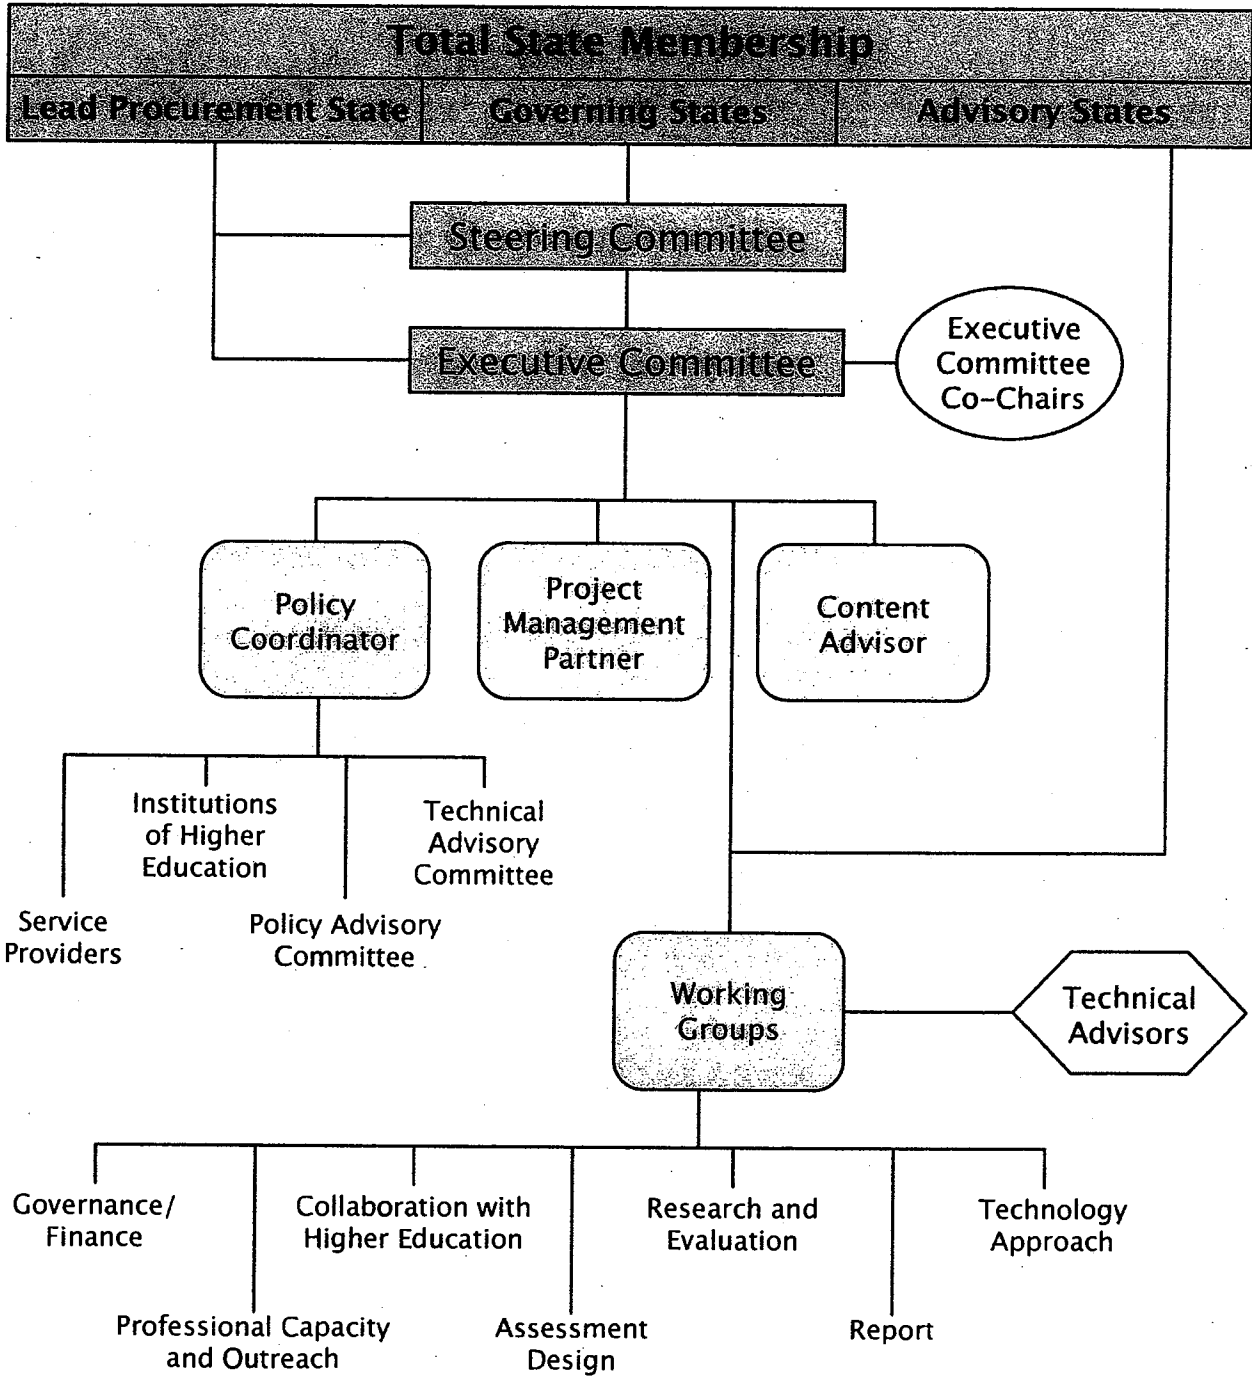 Total State Membership
Lead Procurement State
Governing States
Advisory States
Steering Committee
Executive Committee
Executive
Committee
Co-Chairs
Policy
Coordinator
Project
Management
Partner
Content
Advisor
Institutions
of Higher
Education
Technical
Advisory
Committee
Service
Providers
Policy Advisory
Committee
Working
Groups
Technical
Advisors
Governance/
Finance
Collaboration with
Higher Education
Research and
Evaluation
Technology
Approach
Professional Capacity
and Outreach
Assessment
Design
Report